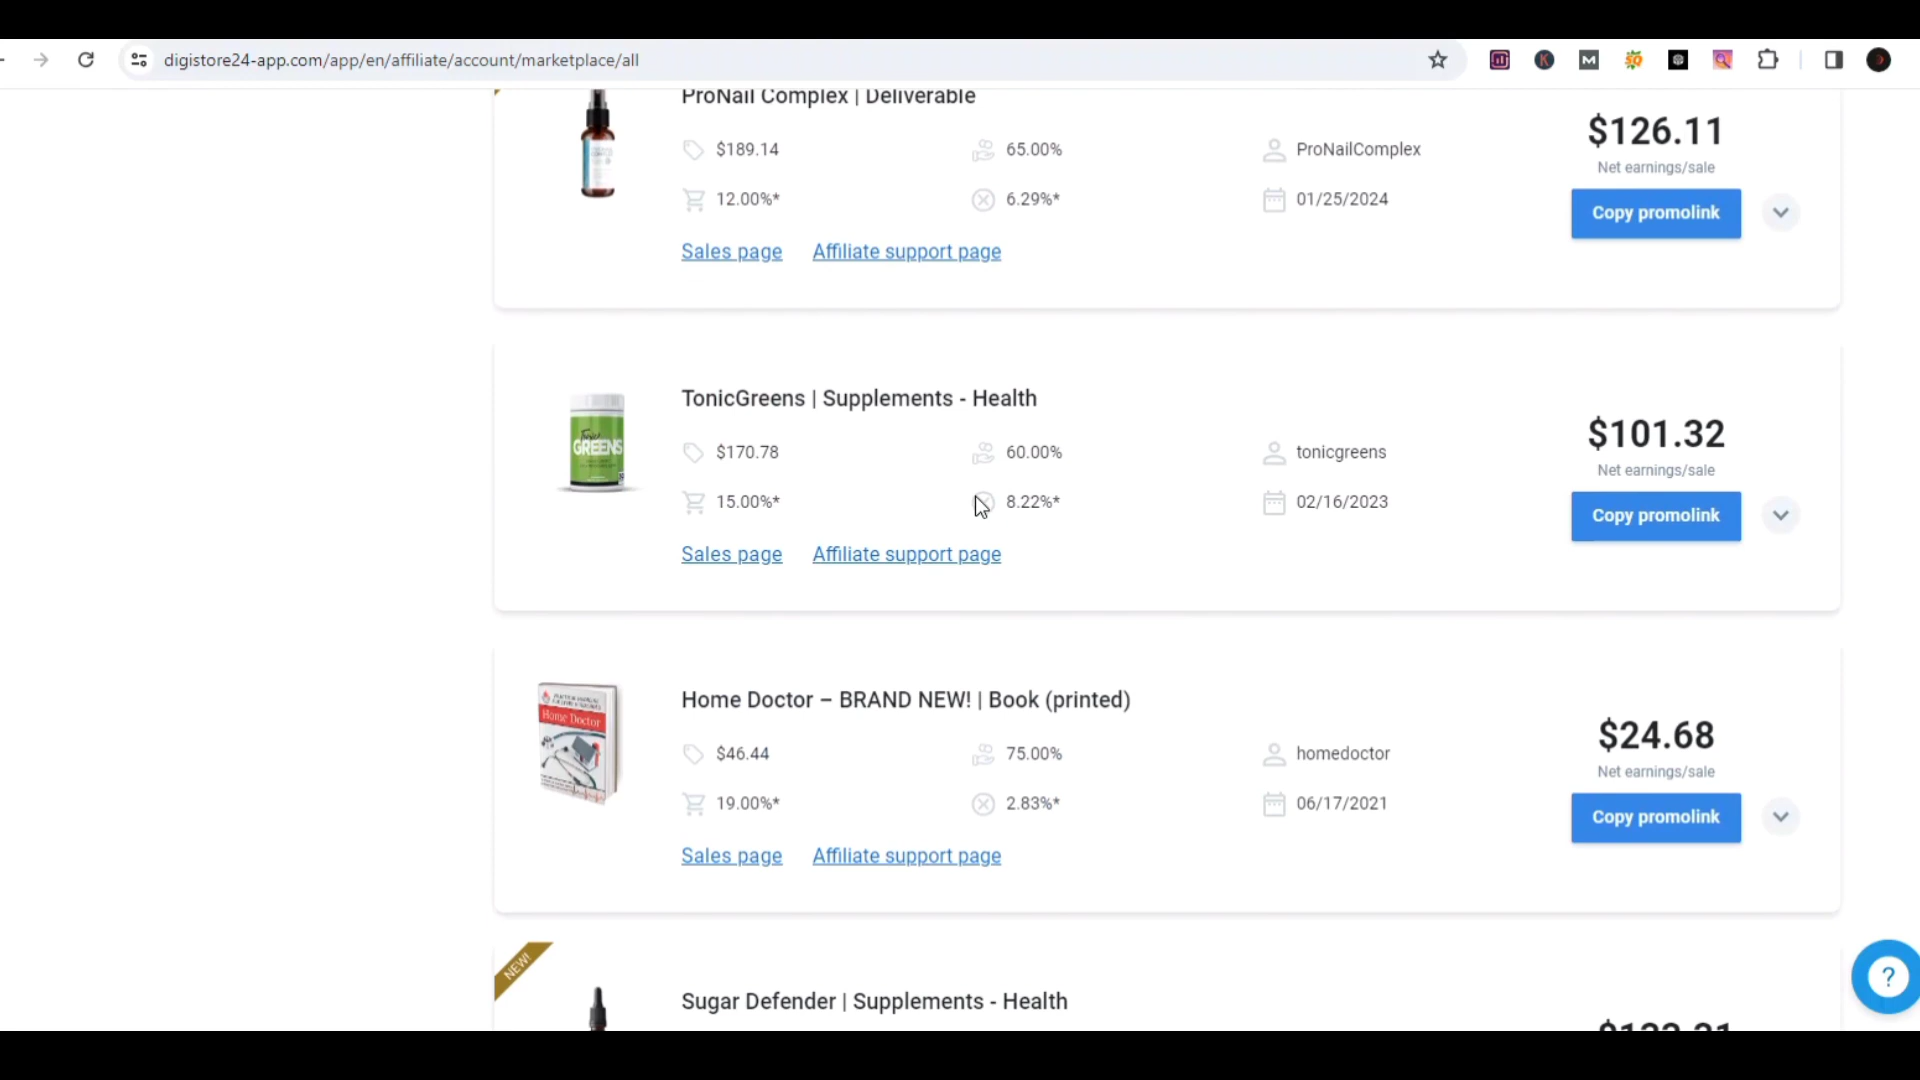 digistore24-app.com/app/en/affiliate/account/marketplace/all
ProNail Complex | Deliverable
$189.14
65.00%
ProNailComplex
12.00%*
6.29%*
01/25/2024
Sales page
Affiliate support page
$126.11
Net earnings/sale
Copy promolink
TonicGreens | Supplements - Health
GREENS
$170.78
60.00%
tonicgreens
15.00%*
8.22%*
02/16/2023
Sales page
Affiliate support page
$101.32
Net earnings/sale
Copy promolink
Home Doctor – BRAND NEW! | Book (printed)
Home Doctor
$46.44
75.00%
homedoctor
19.00%*
2.83%*
06/17/2021
Sales page
Affiliate support page
$24.68
Net earnings/sale
Copy promolink
NEW!
Sugar Defender | Supplements - Health
?